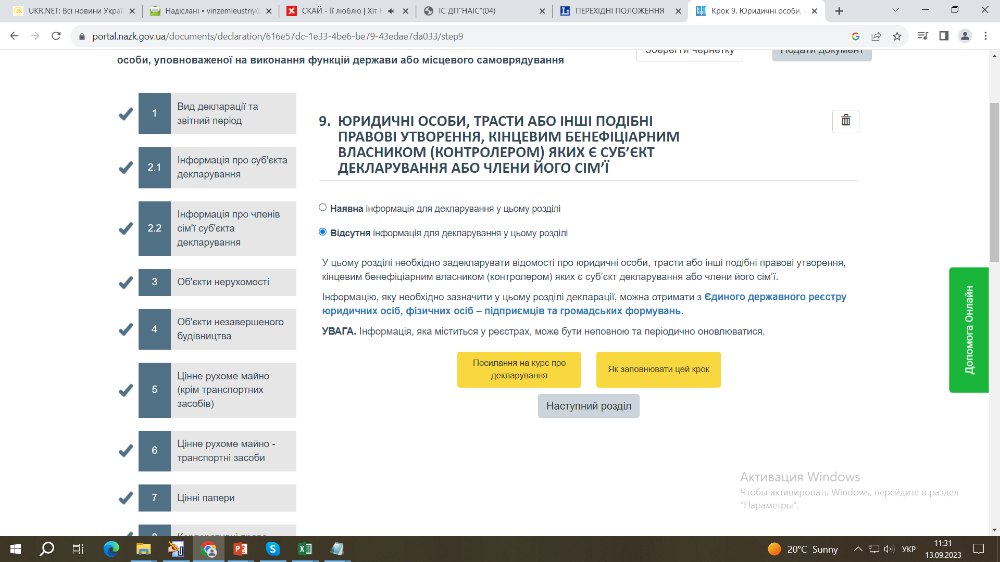 UKR.NET: Всі новини Украї
Надіслані • vinzemleustriy@
СКАЙ - Її люблю | Хіт
ІС ДП"НАІС"(04)
ПЕРЕХІДНІ ПОЛОЖЕННЯ
Крок 9. Юридичні особи,
portal.nazk.gov.ua/documents/declaration/616e57dc-1e33-4be6-be79-43edae7da033/step9
особи, уповноваженої на виконання функцій держави або місцевого самоврядування
Зберегти чернетку
Подати документ
1
Вид декларації та
звітний період
2.1
Інформація про суб'єкта
декларування
2.2
Інформація про членів
сім'ї суб'єкта
декларування
3
Об'єкти нерухомості
4
Об'єкти незавершеного
будівництва
5
Цінне рухоме майно
(крім транспортних
засобів)
6
Цінне рухоме майно -
транспортні засоби
7
Цінні папери
8
Корпоративні права
9. ЮРИДИЧНІ ОСОБИ, ТРАСТИ АБО ІНШІ ПОДІБНІ
ПРАВОВІ УТВОРЕННЯ, КІНЦЕВИМ БЕНЕФІЦІАРНИМ
ВЛАСНИКОМ (КОНТРОЛЕРОМ) ЯКИХ Є СУБ’ЄКТ
ДЕКЛАРУВАННЯ АБО ЧЛЕНИ ЙОГО СІМ’Ї
Наявна інформація для декларування у цьому розділі
Відсутня інформація для декларування у цьому розділі
У цьому розділі необхідно задекларувати відомості про юридичні особи, трасти або інші подібні правові утворення,
кінцевим бенефіціарним власником (контролером) яких є суб’єкт декларування або члени його сім’ї.
Інформацію, яку необхідно зазначити у цьому розділі декларації, можна отримати з Єдиного державного реєстру
юридичних осіб, фізичних осіб – підприємців та громадських формувань.
УВАГА. Інформація, яка міститься у реєстрах, може бути неповною та періодично оновлюватися.
Посилання на курс про
декларування
Як заповнювати цей крок
Наступний розділ
Допомога Онлайн
Активация Windows
Чтобы активировать Windows, перейдите в раздел
"Параметры".
20°C Sunny
УКР
11:31
13.09.2023